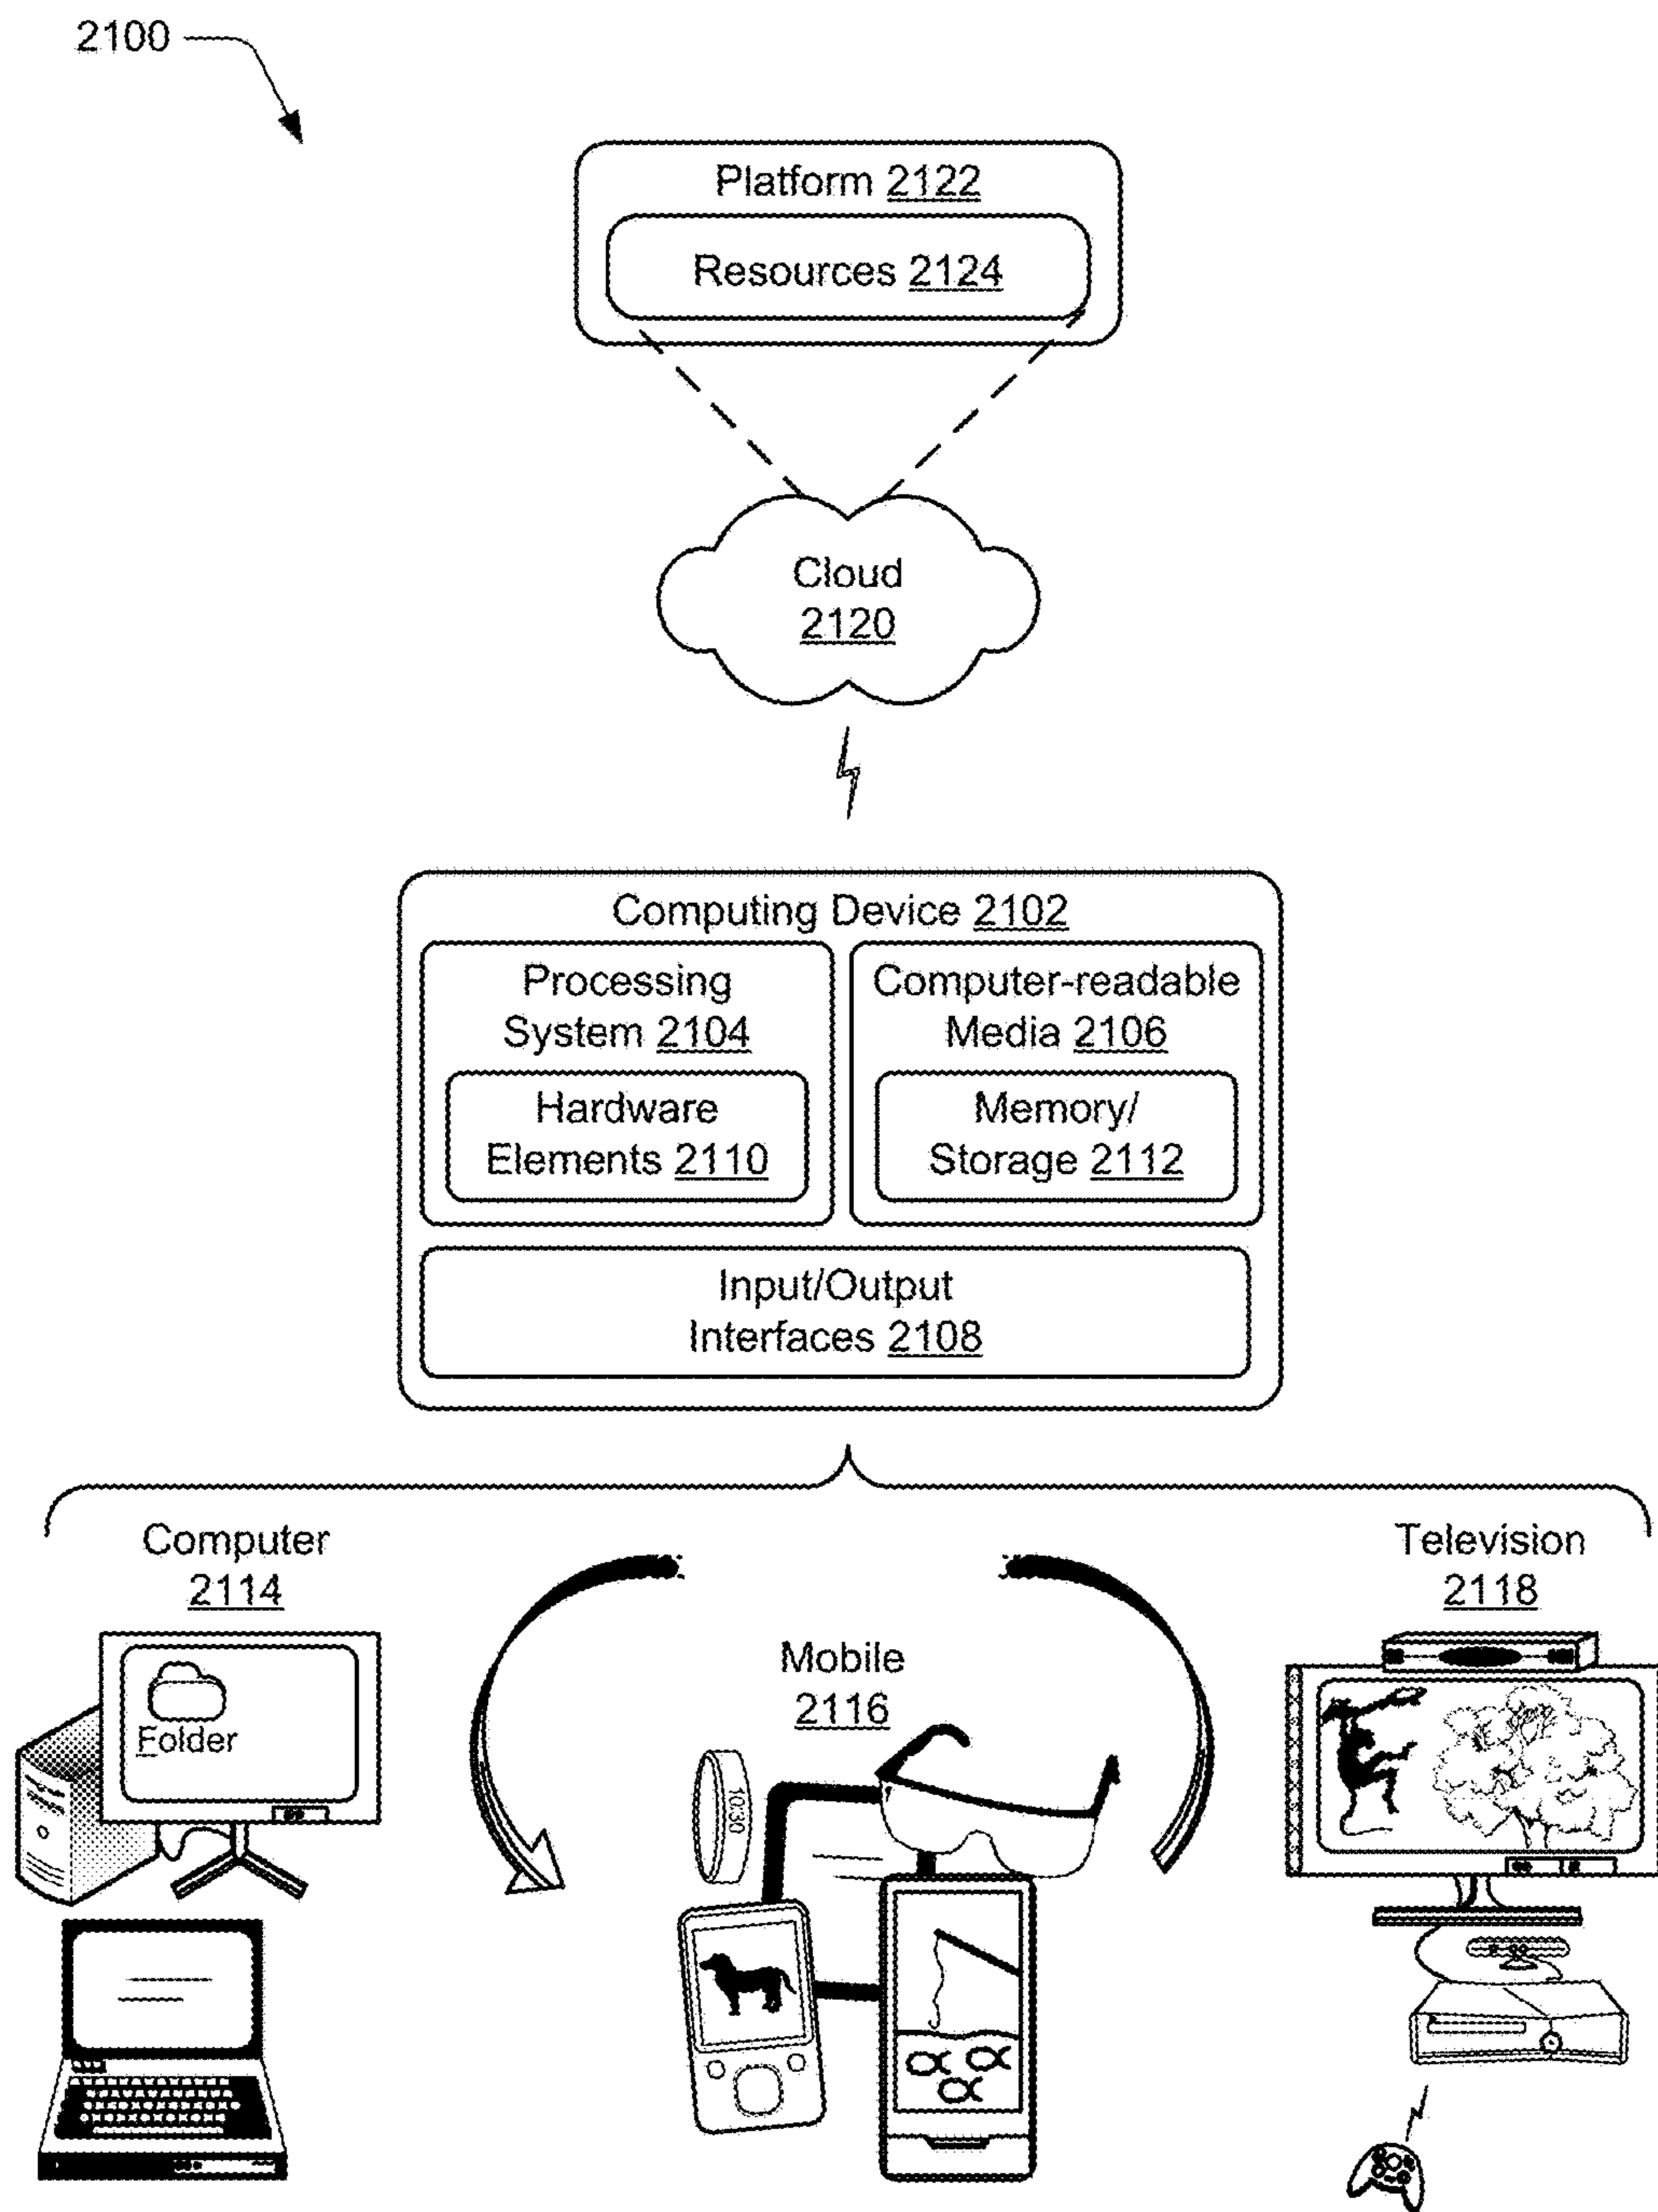 2100
Platform 2122
Resources 2124
Cloud
2120
Computing Device 2102
Processing
System 2104
Hardware
Elements 2110
Computer-readable
Media 2106
Memory/
Storage 2112
Input/Output
Interfaces 2108
Computer
2114
Folder
Mobile
2116
10:30
Television
2118